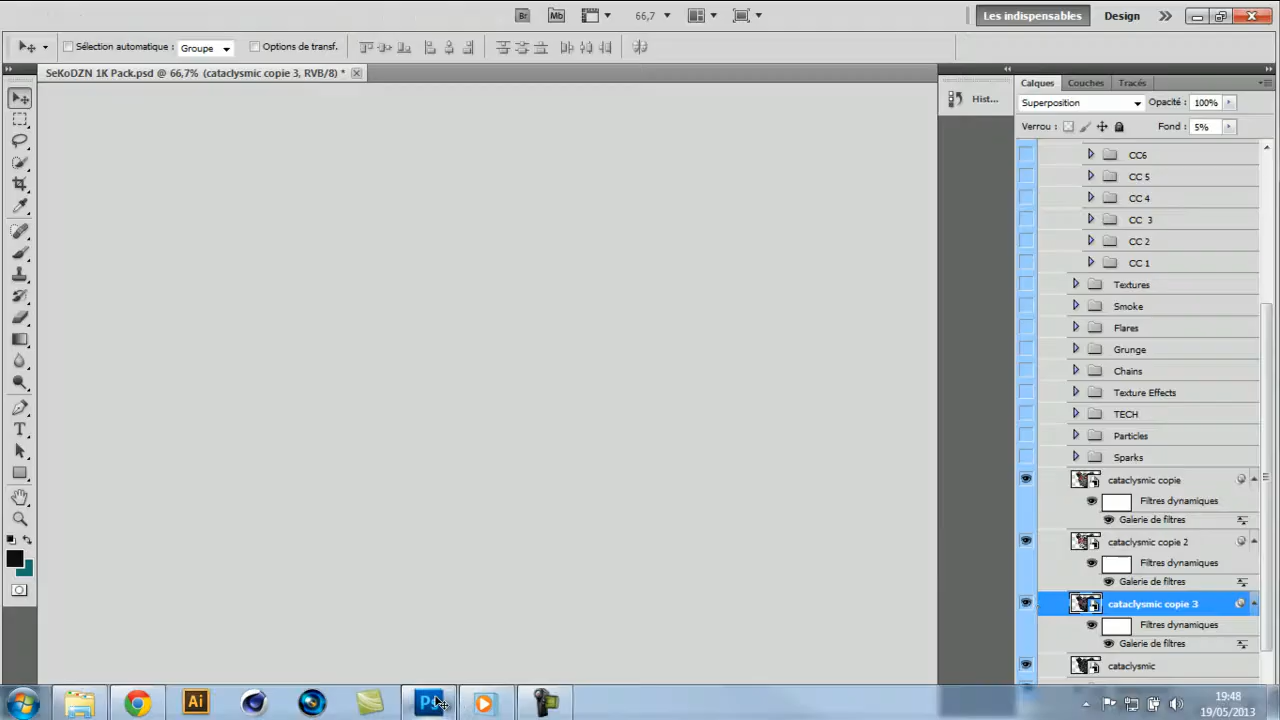 Br Mb 66,7 Les indispensables Design
Sélection automatique : Groupe Options de transf.
SeKoDZN 1K Pack.psd @ 66,7% (cataclysmic copie 3, RVB/8) *
Hist...
Calques Couches Tracés
Superposition Opacité : 100%
Verrou : Fond : 5%
CC6
CC 5
CC 4
CC 3
CC 2
CC 1
Textures
Smoke
Flares
Grunge
Chains
Texture Effects
TECH
Particles
Sparks
cataclysmic copie
Filtres dynamiques
Galerie de filtres
cataclysmic copie 2
Filtres dynamiques
Galerie de filtres
cataclysmic copie 3
Filtres dynamiques
Galerie de filtres
cataclysmic
Ai Ps
19:48
19/05/2013